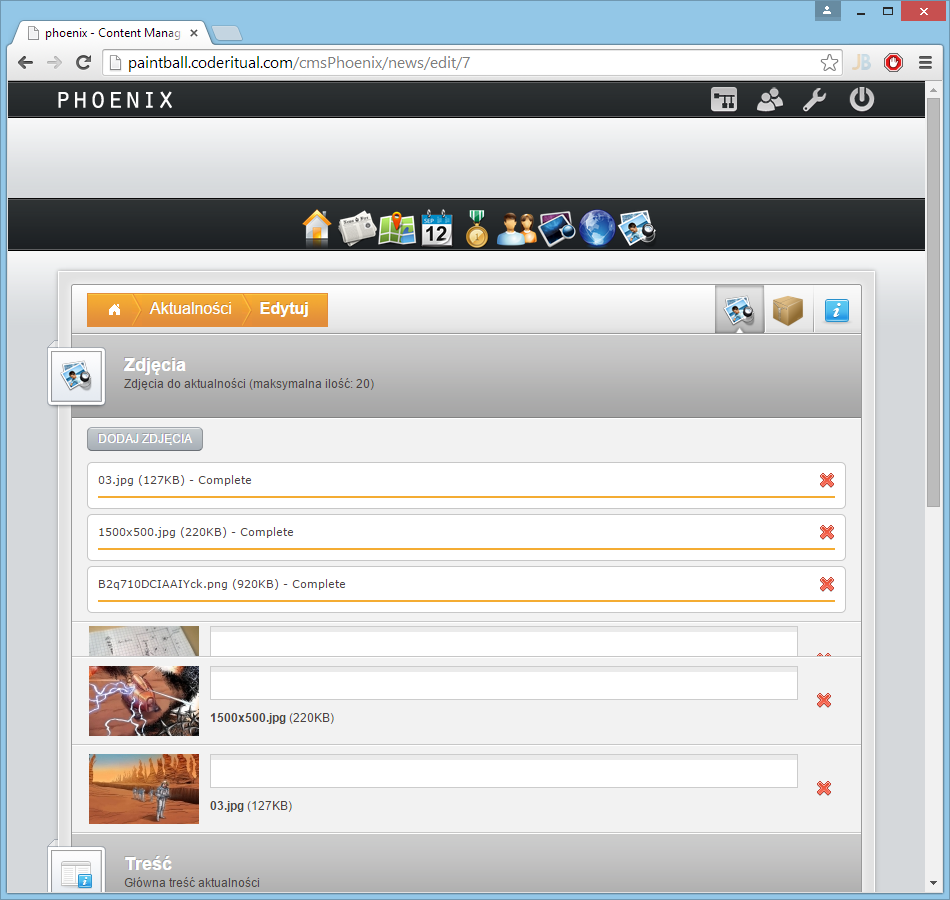 phoenix - Content Manag
paintball.coderitual.com/cmsPhoenix/news/edit/7
JB
PHOENIX
SEP
12
Aktualności
Edytuj
Zdjęcia
Zdjęcia do aktualności (maksymalna ilość: 20)
DODAJ ZDJĘCIA
03.jpg (127KB) - Complete
1500x500.jpg (220KB) - Complete
B2q710DCIAAIYck.png (920KB) - Complete
1500x500.jpg (220KB)
03.jpg (127KB)
Treść
Główna treść aktualności